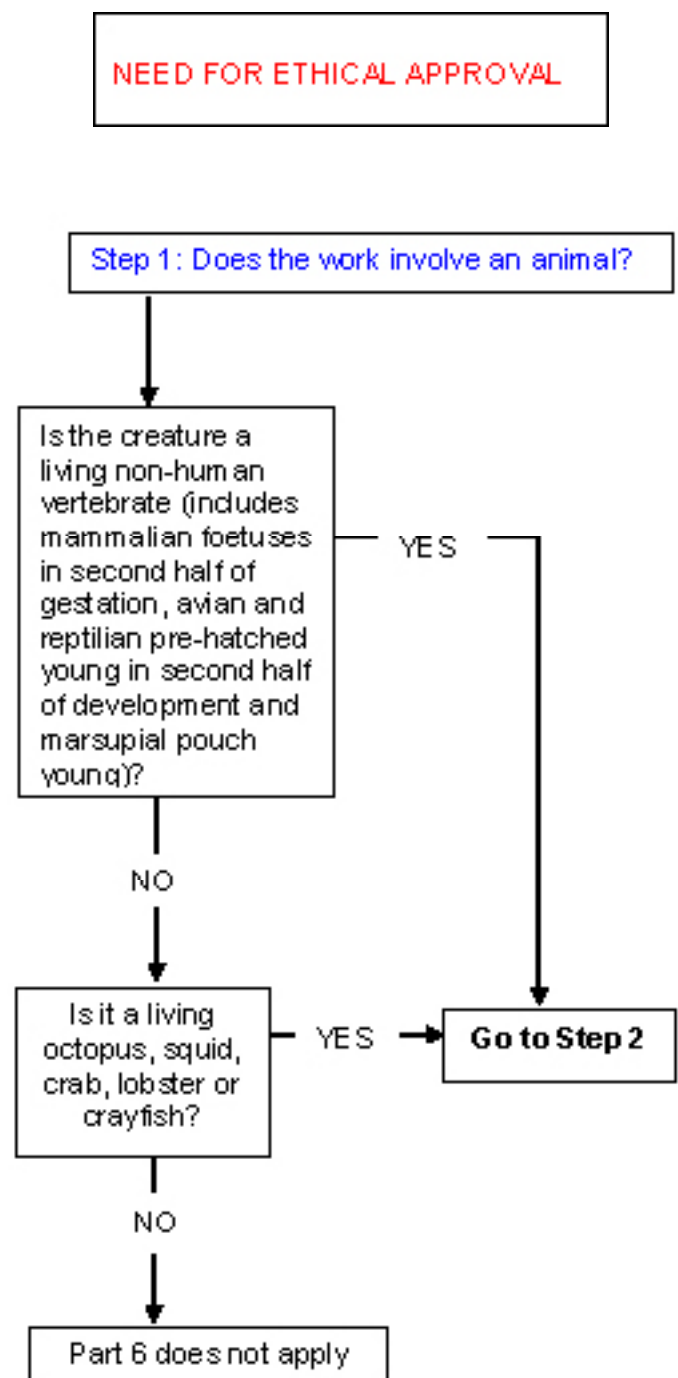 NEED FOR ETHICAL APPROVAL
Step 1: Does the work involve an animal?
Is the creature a
living non-human
vertebrate (includes
mammalian foetuses
in second half of
gestation, avian and
reptilian pre-hatched
young in second half
of development and
marsupial pouch
young)?
YES
NO
Is it a living
octopus, squid,
crab, lobster or
crayfish?
YES
Go to Step 2
NO
Part 6 does not apply